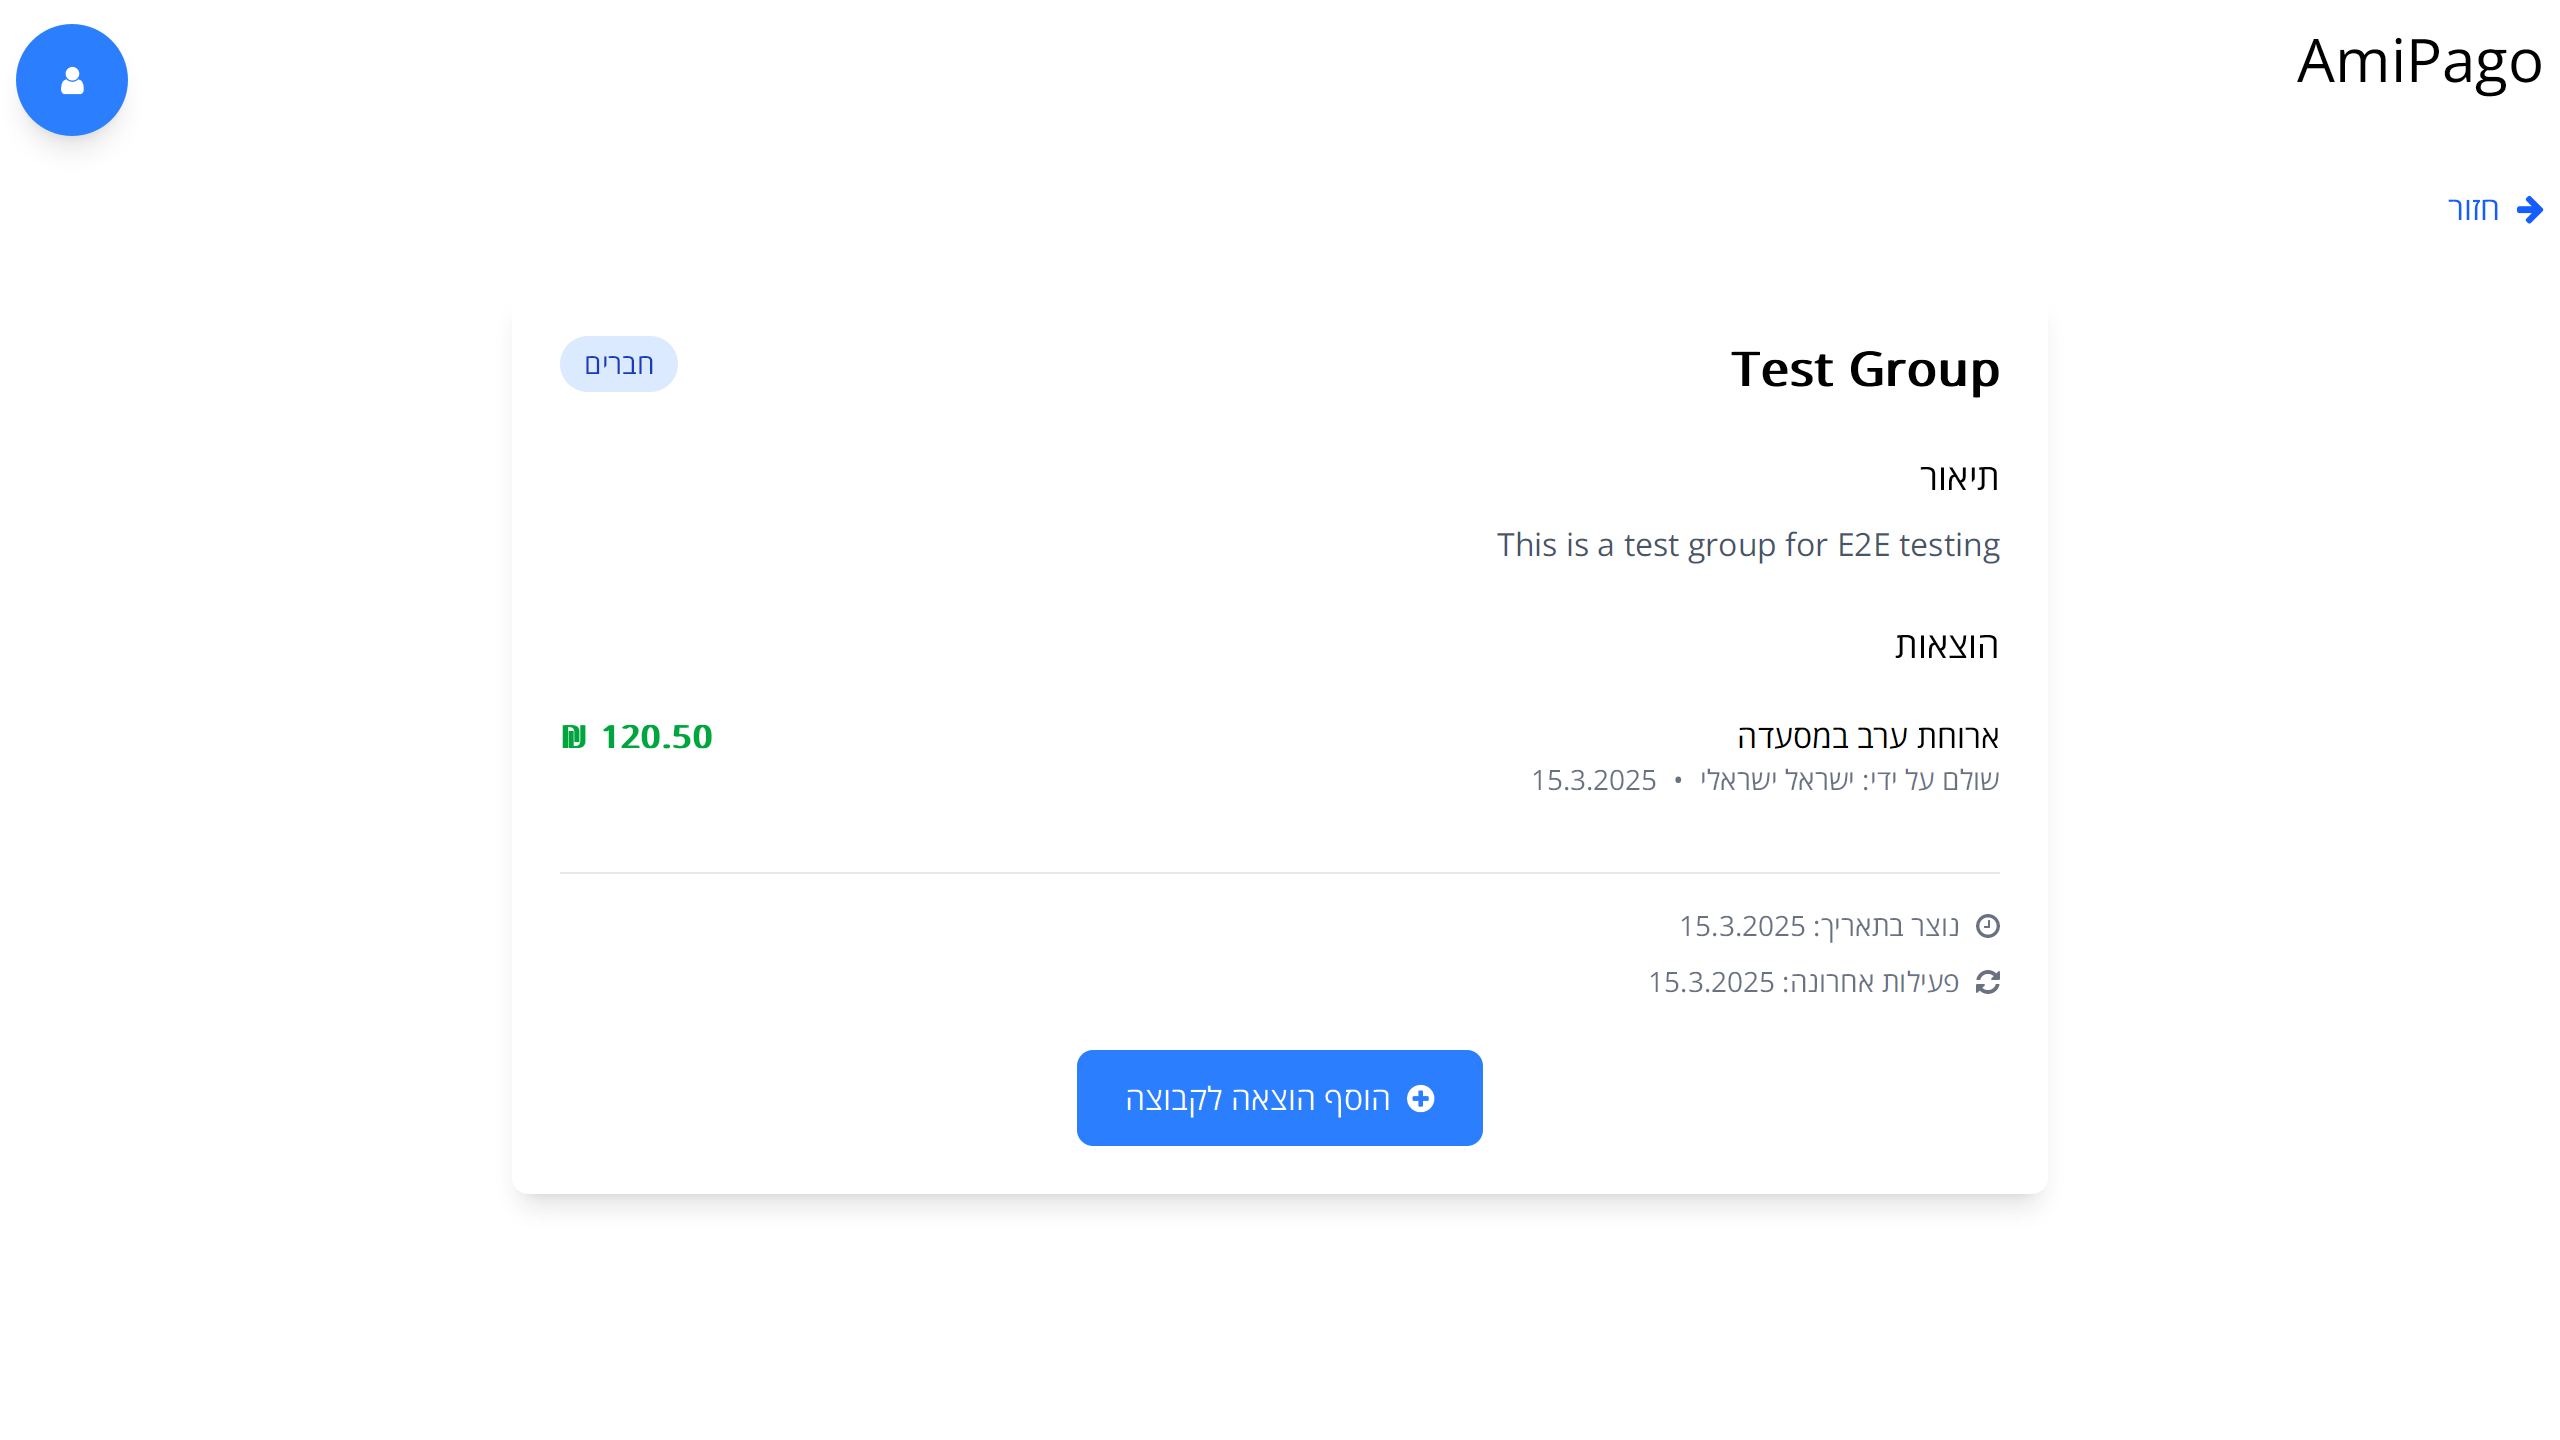 AmiPago
חזור
Test Group
חברים
תיאור
This is a test group for E2E testing
הוצאות
ארוחת ערב במסעדה
120.50 ₪
שולם על ידי: ישראל ישראלי • 15.3.2025
נוצר בתאריך: 15.3.2025
פעילות אחרונה: 15.3.2025
הוסף הוצאה לקבוצה